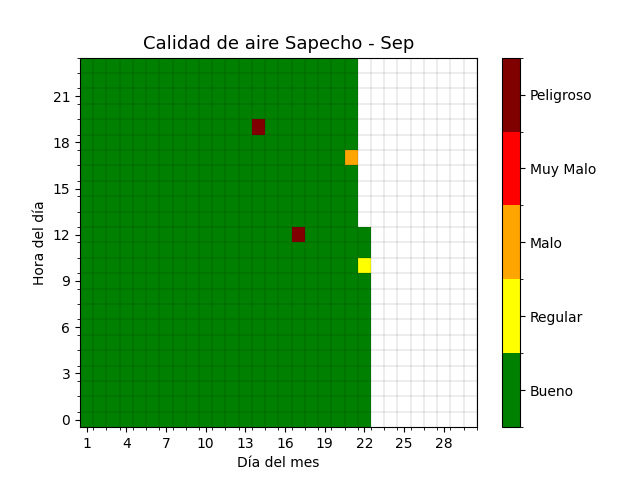 Calidad de aire Sapecho - Sep
Hora del día
21
18
15
12
9
6
3
0
1 4 7 10 13 16 19 22 25 28
Día del mes
Peligroso
Muy Malo
Malo
Regular
Bueno